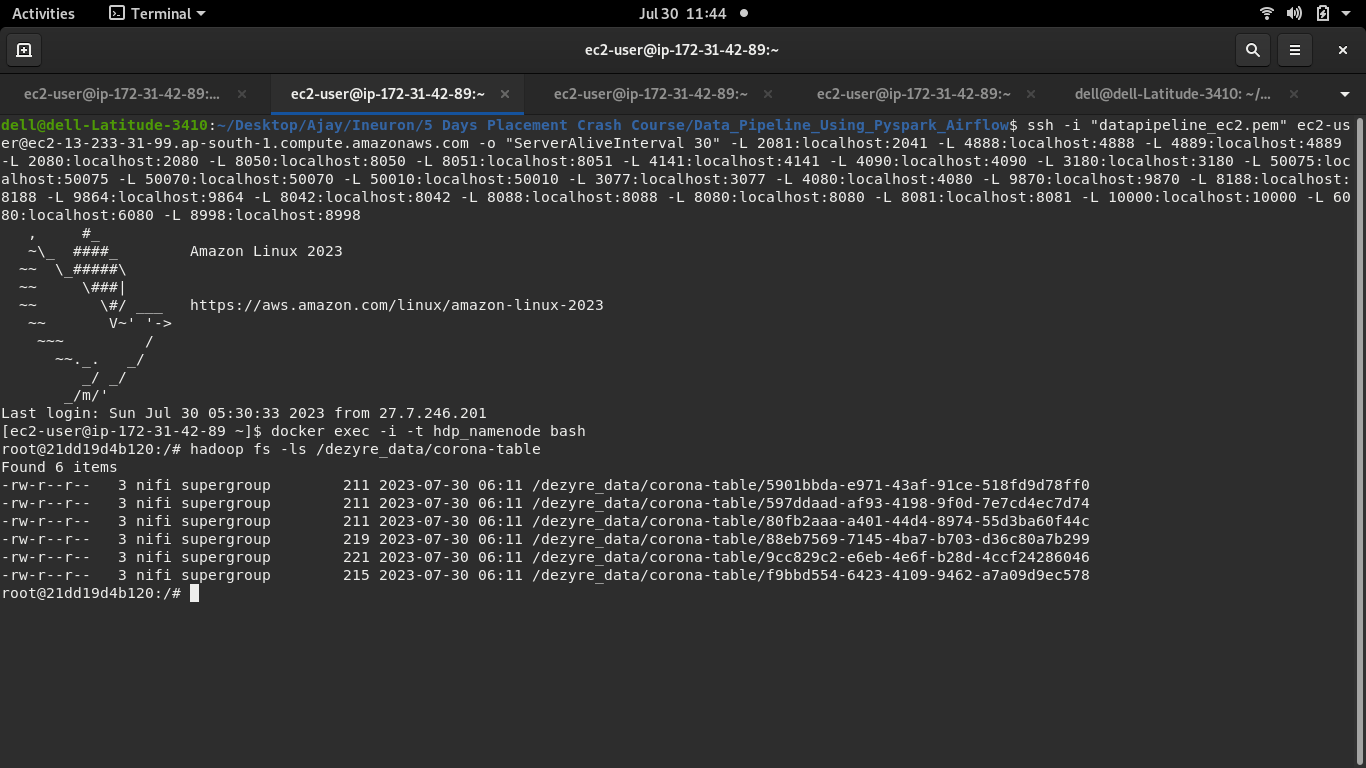 Activities Terminal Jul 30 11:44
ec2-user@ip-172-31-42-89:~
ec2-user@ip-172-31-42-89:... ec2-user@ip-172-31-42-89:~ ec2-user@ip-172-31-42-89:~ ec2-user@ip-172-31-42-89:~ dell@dell-Latitude-3410: ~/...
dell@dell-Latitude-3410:~/Desktop/Ajay/Ineuron/5 Days Placement Crash Course/Data_Pipeline_Using_Pyspark_Airflow$ ssh -i "datapipeline_ec2.pem" ec2-us
er@ec2-13-233-31-99.ap-south-1.compute.amazonaws.com -o "ServerAliveInterval 30" -L 2081:localhost:2041 -L 4888:localhost:4888 -L 4889:localhost:4889
-L 2080:localhost:2080 -L 8050:localhost:8050 -L 8051:localhost:8051 -L 4141:localhost:4141 -L 4090:localhost:4090 -L 3180:localhost:3180 -L 50075:loc
alhost:50075 -L 50070:localhost:50070 -L 50010:localhost:50010 -L 3077:localhost:3077 -L 4080:localhost:4080 -L 9870:localhost:9870 -L 8188:localhost:
8188 -L 9864:localhost:9864 -L 8042:localhost:8042 -L 8088:localhost:8088 -L 8080:localhost:8080 -L 8081:localhost:8081 -L 10000:localhost:10000 -L 60
80:localhost:6080 -L 8998:localhost:8998
   ,     #_
   ~\_  ####_        Amazon Linux 2023
  ~~  \_#####\
  ~~     \###|
  ~~       \#/ ___   https://aws.amazon.com/linux/amazon-linux-2023
   ~~       V~' '->
    ~~~         /
      ~~._.   _/
         _/ _/
       _/m/'
Last login: Sun Jul 30 05:30:33 2023 from 27.7.246.201
[ec2-user@ip-172-31-42-89 ~]$ docker exec -i -t hdp_namenode bash
root@21dd19d4b120:/# hadoop fs -ls /dezyre_data/corona-table
Found 6 items
-rw-r--r--   3 nifi supergroup        211 2023-07-30 06:11 /dezyre_data/corona-table/5901bbda-e971-43af-91ce-518fd9d78ff0
-rw-r--r--   3 nifi supergroup        211 2023-07-30 06:11 /dezyre_data/corona-table/597ddaad-af93-4198-9f0d-7e7cd4ec7d74
-rw-r--r--   3 nifi supergroup        211 2023-07-30 06:11 /dezyre_data/corona-table/80fb2aaa-a401-44d4-8974-55d3ba60f44c
-rw-r--r--   3 nifi supergroup        219 2023-07-30 06:11 /dezyre_data/corona-table/88eb7569-7145-4ba7-b703-d36c80a7b299
-rw-r--r--   3 nifi supergroup        221 2023-07-30 06:11 /dezyre_data/corona-table/9cc829c2-e6eb-4e6f-b28d-4ccf24286046
-rw-r--r--   3 nifi supergroup        215 2023-07-30 06:11 /dezyre_data/corona-table/f9bbd554-6423-4109-9462-a7a09d9ec578
root@21dd19d4b120:/#